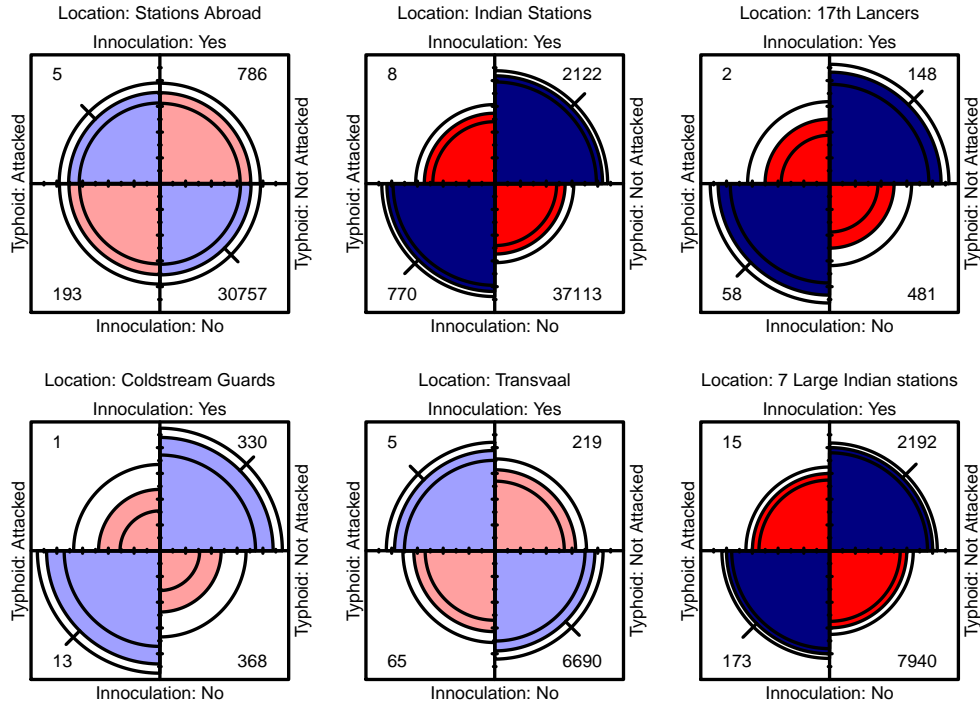 Location: Stations Abroad
Innoculation: Yes
5
786
Typhoid: Attacked
Typhoid: Not Attacked
193
30757
Innoculation: No
Location: Indian Stations
Innoculation: Yes
8
2122
Typhoid: Attacked
Typhoid: Not Attacked
770
37113
Innoculation: No
Location: 17th Lancers
Innoculation: Yes
2
148
Typhoid: Attacked
Typhoid: Not Attacked
58
481
Innoculation: No
Location: Coldstream Guards
Innoculation: Yes
1
330
Typhoid: Attacked
Typhoid: Not Attacked
13
368
Innoculation: No
Location: Transvaal
Innoculation: Yes
5
219
Typhoid: Attacked
Typhoid: Not Attacked
65
6690
Innoculation: No
Location: 7 Large Indian stations
Innoculation: Yes
15
2192
Typhoid: Attacked
Typhoid: Not Attacked
173
7940
Innoculation: No